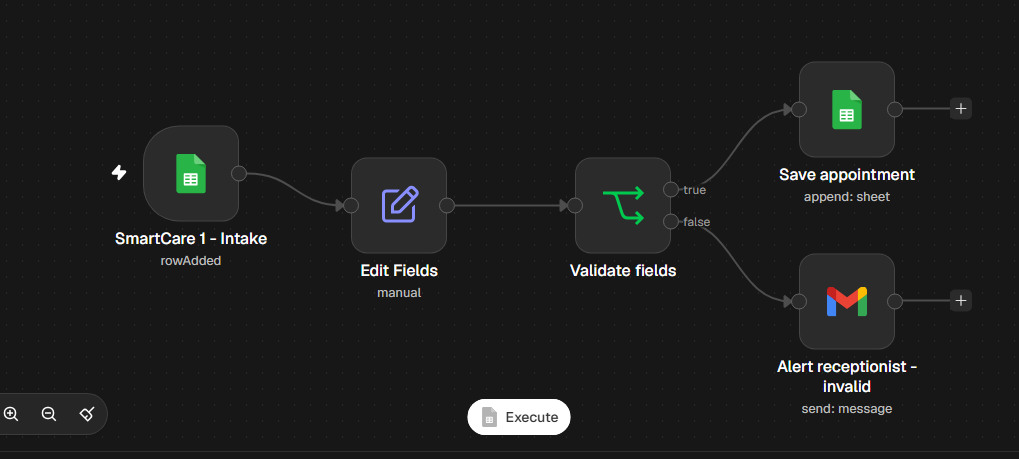 Save appointment
append: sheet
true
false
SmartCare 1 - Intake
rowAdded
Edit Fields
manual
Validate fields
Alert receptionist -
invalid
send: message
Execute